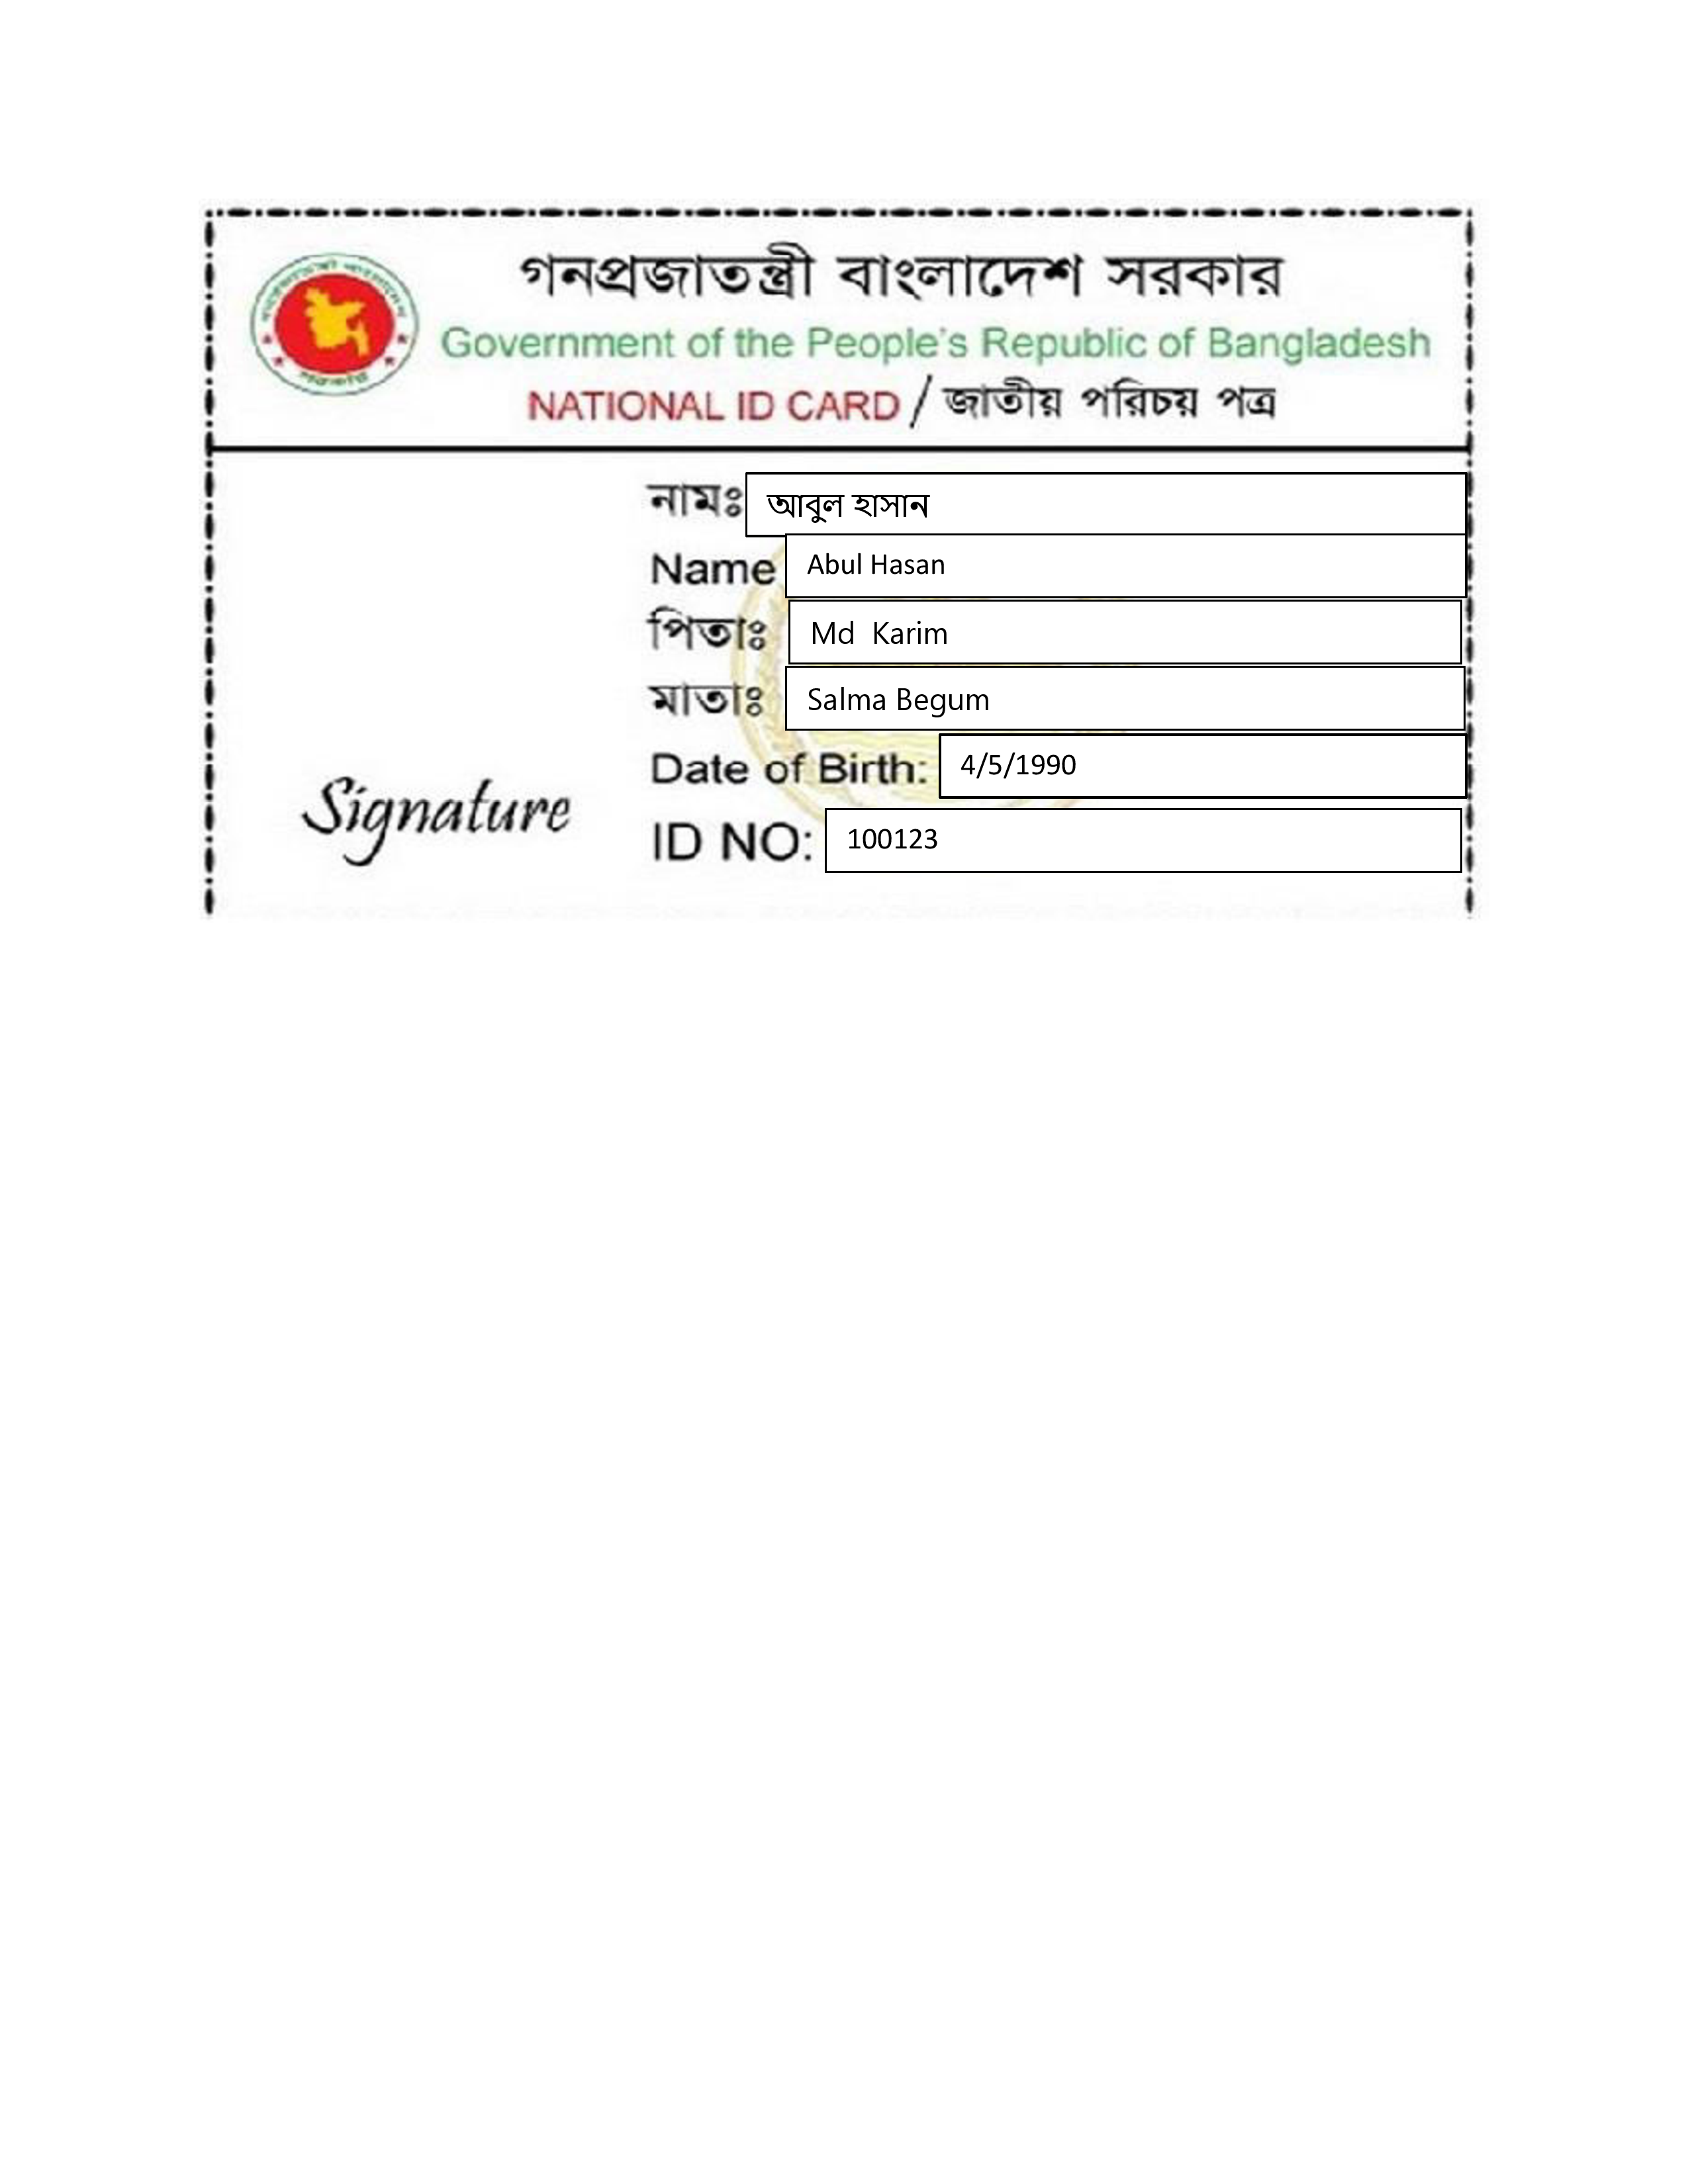 গনপ্রজাতন্ত্রী বাংলাদেশ সরকার
Government of the People's Republic of Bangladesh
NATIONAL ID CARD / জাতীয় পরিচয় পত্র
নামঃ আবুল হাসান
Name Abul Hasan
পিতাঃ Md Karim
মাতাঃ Salma Begum
Date of Birth: 4/5/1990
Signature
ID NO: 100123